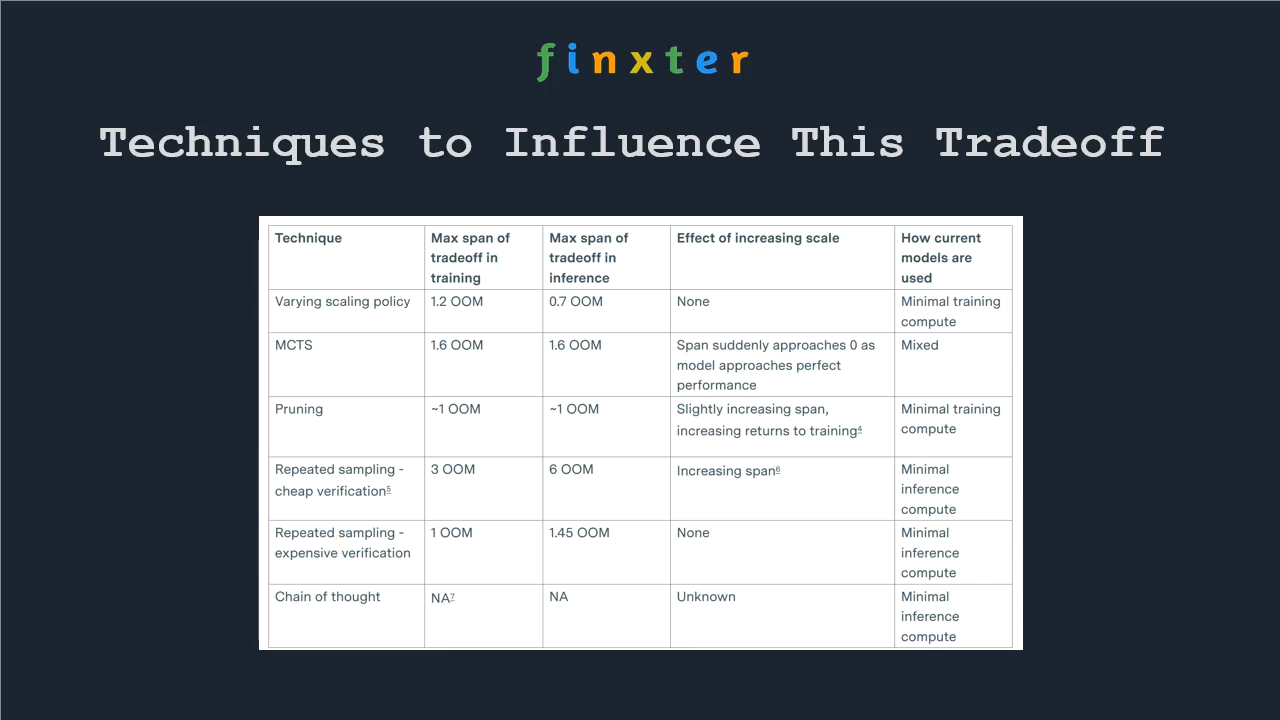 finxter
Techniques to Influence This Tradeoff
Technique
Max span of
tradeoff in
training
Max span of
tradeoff in
inference
Effect of increasing scale
How current
models are
used
Varying scaling policy
1.2 OOM
0.7 OOM
None
Minimal training
compute
MCTS
1.6 OOM
1.6 OOM
Span suddenly approaches 0 as
model approaches perfect
performance
Mixed
Pruning
~1 OOM
~1 OOM
Slightly increasing span,
increasing returns to training⁴
Minimal training
compute
Repeated sampling -
cheap verification⁵
3 OOM
6 OOM
Increasing span⁶
Minimal
inference
compute
Repeated sampling -
expensive verification
1 OOM
1.45 OOM
None
Minimal
inference
compute
Chain of thought
NA⁷
NA
Unknown
Minimal
inference
compute